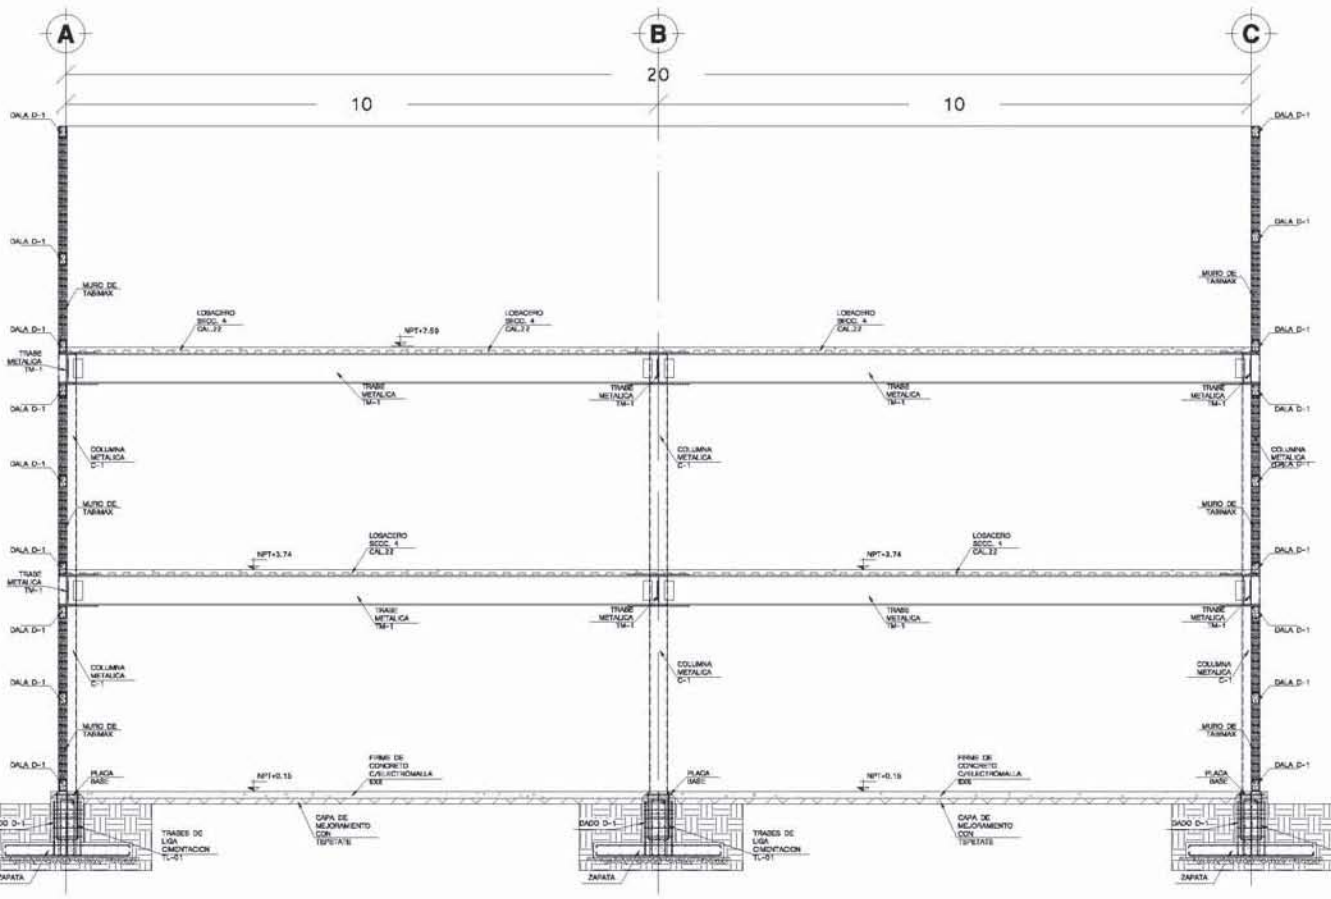 A B C
20
10 10
DALA D-1 DALA D-1
DALA D-1
DALA D-1
MURO DE
TABIMAX
MURO DE
TABIMAX
LOSACERO
SECC. 4
CAL.22
LOSACERO
SECC. 4
CAL.22
LOSACERO
SECC. 4
CAL.22
NPT+7.59
DALA D-1 DALA D-1
TRABE
METALICA
TM-1
TRABE
METALICA
TM-1
TRABE
METALICA
TM-1
TRABE
METALICA
TM-1
TRABE
METALICA
TM-1
DALA D-1 DALA D-1
COLUMNA
METALICA
C-1
COLUMNA
METALICA
C-1
COLUMNA
METALICA
DALA D-1 DALA D-1
MURO DE
TABIMAX
MURO DE
TABIMAX
LOSACERO
SECC. 4
CAL.22
LOSACERO
SECC. 4
CAL.22
NPT+3.74 NPT+3.74
DALA D-1 DALA D-1
TRABE
METALICA
TM-1
TRABE
METALICA
TM-1
TRABE
METALICA
TM-1
TRABE
METALICA
TM-1
TRABE
METALICA
TM-1
DALA D-1 DALA D-1
COLUMNA
METALICA
C-1
COLUMNA
METALICA
C-1
COLUMNA
METALICA
C-1
DALA D-1 DALA D-1
MURO DE
TABIMAX
MURO DE
TABIMAX
FIRME DE
CONCRETO
C/ELECTROMALLA
6X6
FIRME DE
CONCRETO
C/ELECTROMALLA
6X6
DALA D-1 DALA D-1
PLACA
BASE
NPT+0.15
PLACA
BASE
NPT+0.15
PLACA
BASE
DADO D-1 DADO D-1
CAPA DE
MEJORAMIENTO
CON
TEPETATE
CAPA DE
MEJORAMIENTO
CON
TEPETATE
TRABES DE
LIGA
CIMENTACION
TL-01
TRABES DE
LIGA
CIMENTACION
TL-01
ZAPATA ZAPATA ZAPATA